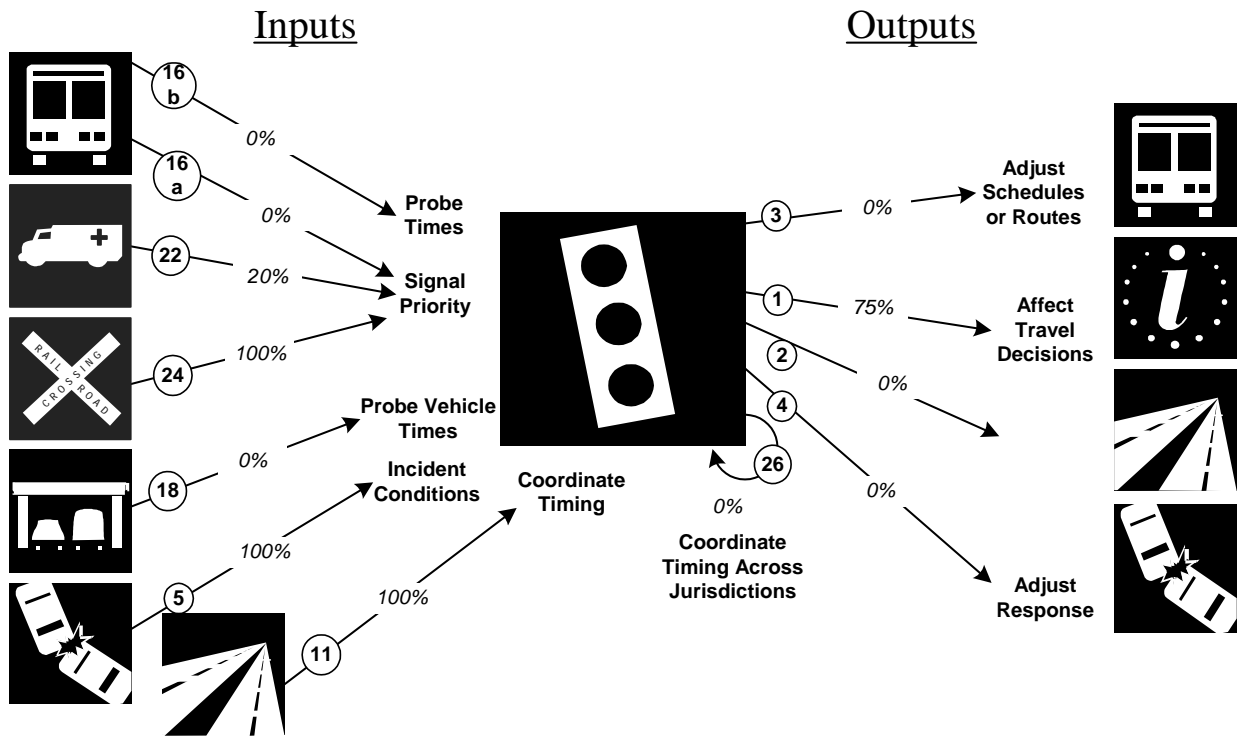 Inputs
Outputs
16
b
0%
16
a
0%
Probe
Times
22
20%
Signal
Priority
RAIL ROAD
CROSSING
24
100%
Probe Vehicle
Times
18
0%
Incident
Conditions
5
100%
Coordinate
Timing
11
100%
3
0%
Adjust
Schedules
or Routes
1
75%
Affect
Travel
Decisions
i
2
0%
4
0%
Adjust
Response
26
0%
Coordinate
Timing Across
Jurisdictions